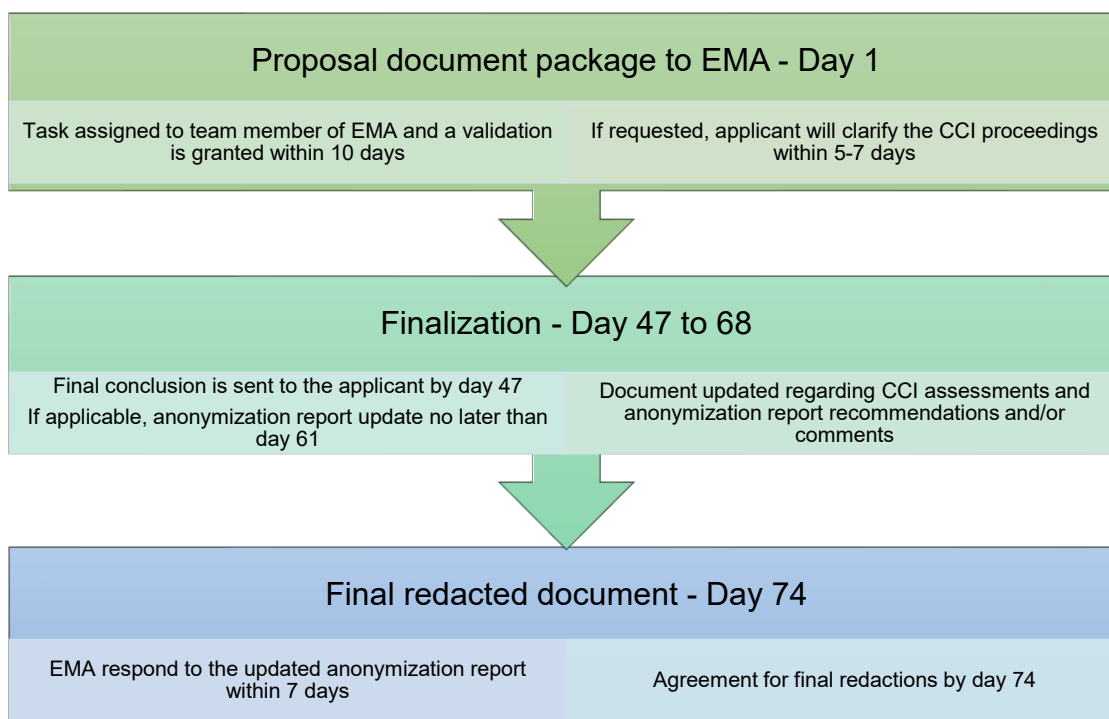 Proposal document package to EMA - Day 1
Task assigned to team member of EMA and a validation
is granted within 10 days
If requested, applicant will clarify the CCI proceedings
within 5-7 days
Finalization - Day 47 to 68
Final conclusion is sent to the applicant by day 47
If applicable, anonymization report update no later than
day 61
Document updated regarding CCI assessments and
anonymization report recommendations and/or
comments
Final redacted document - Day 74
EMA respond to the updated anonymization report
within 7 days
Agreement for final redactions by day 74